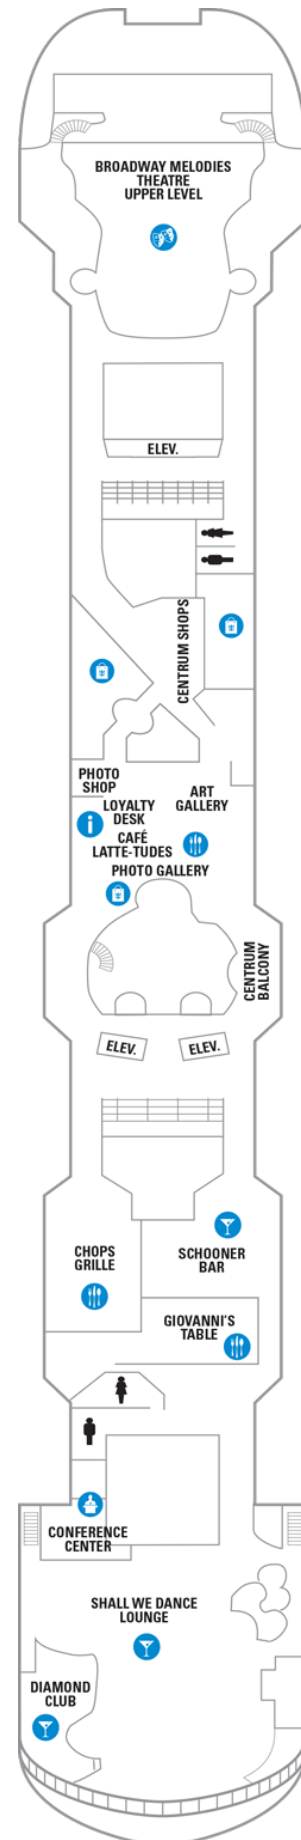 BROADWAY MELODIES
THEATRE
UPPER LEVEL
ELEV.
CENTRUM SHOPS
PHOTO
SHOP
ART
GALLERY
LOYALTY
DESK
CAFÉ
LATTE-TUDES
PHOTO GALLERY
CENTRUM
BALCONY
ELEV.
ELEV.
CHOPS
GRILLE
SCHOONER
BAR
GIOVANNI'S
TABLE
CONFERENCE
CENTER
SHALL WE DANCE
LOUNGE
DIAMOND
CLUB